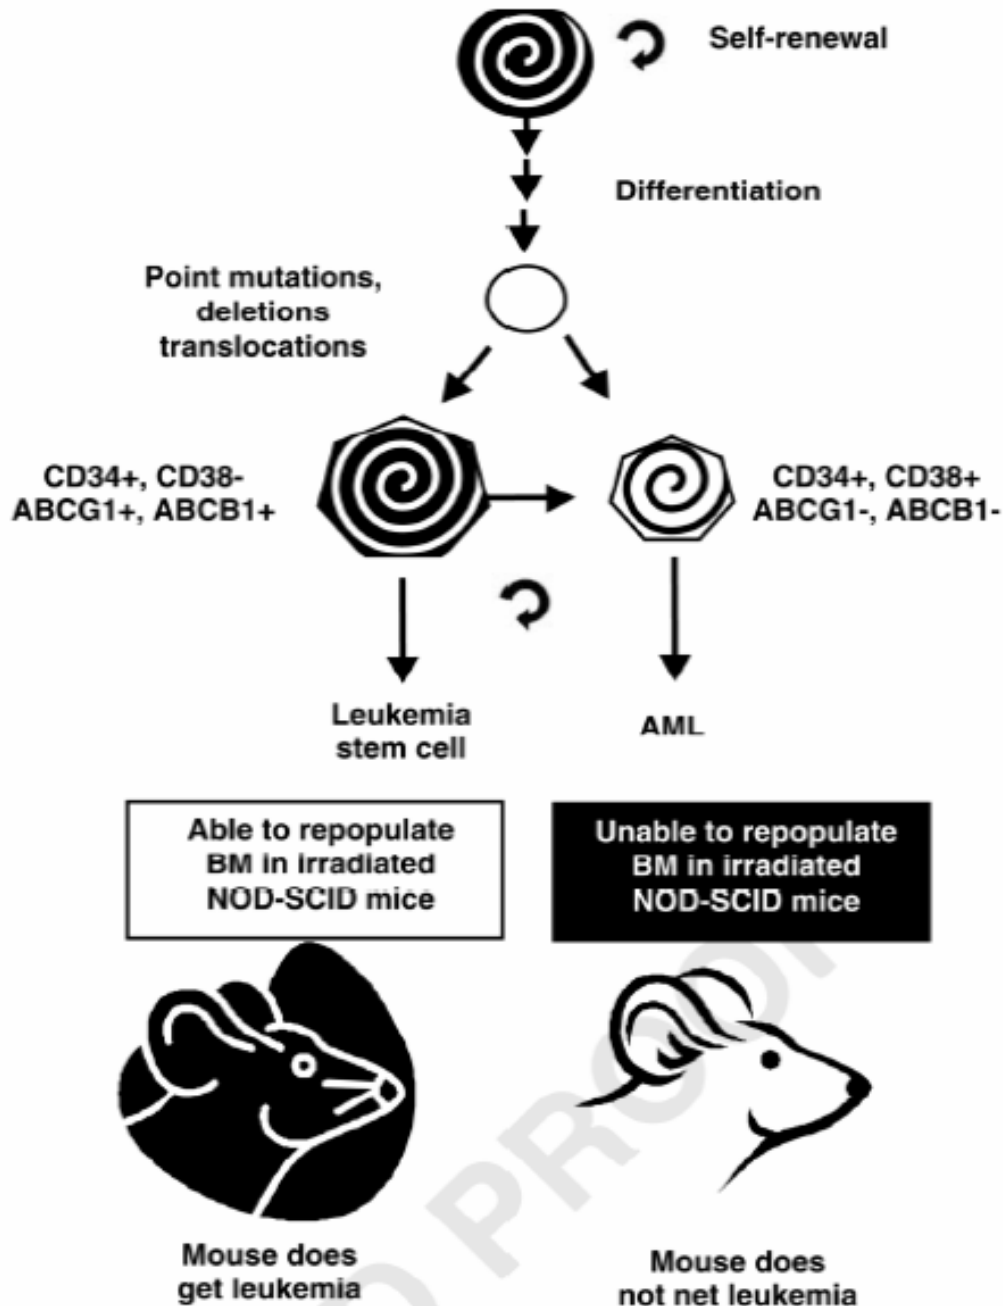 Self-renewal
Differentiation
Point mutations,
deletions
translocations
CD34+, CD38-
ABCG1+, ABCB1+
CD34+, CD38+
ABCG1-, ABCB1-
Leukemia
stem cell
AML
Able to repopulate
BM in irradiated
NOD-SCID mice
Unable to repopulate
BM in irradiated
NOD-SCID mice
Mouse does
get leukemia
Mouse does
not net leukemia
D PROOF